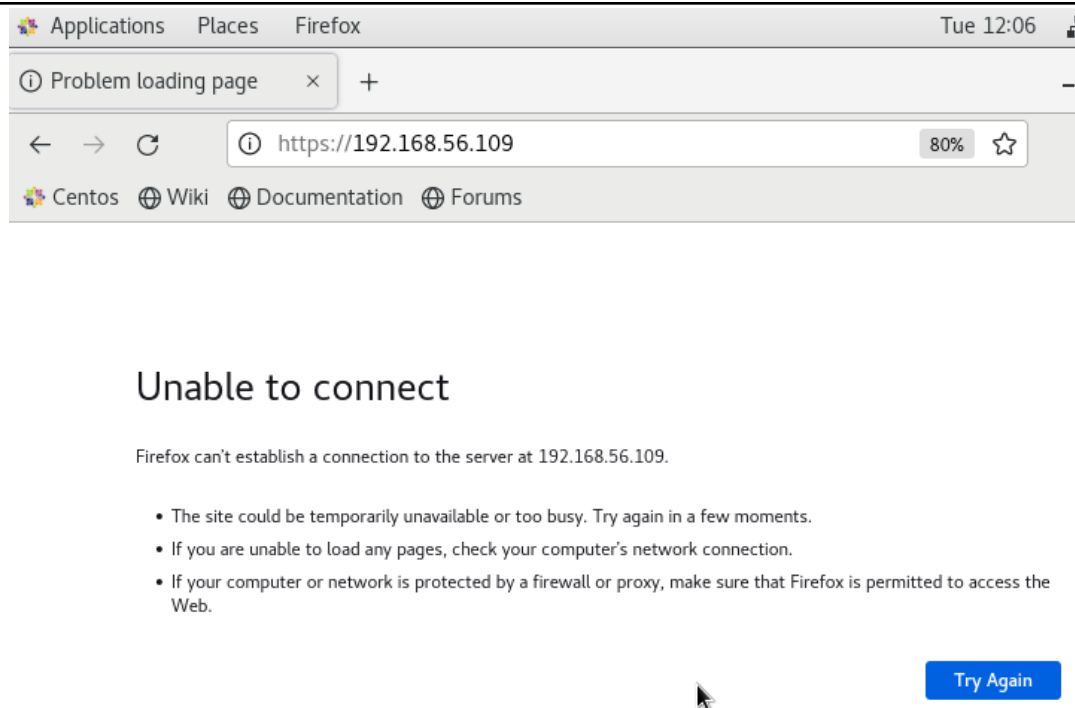 Applications Places Firefox Tue 12:06
Problem loading page
https://192.168.56.109 80%
Centos Wiki Documentation Forums
Unable to connect
Firefox can't establish a connection to the server at 192.168.56.109.
• The site could be temporarily unavailable or too busy. Try again in a few moments.
• If you are unable to load any pages, check your computer's network connection.
• If your computer or network is protected by a firewall or proxy, make sure that Firefox is permitted to access the
Web.
Try Again